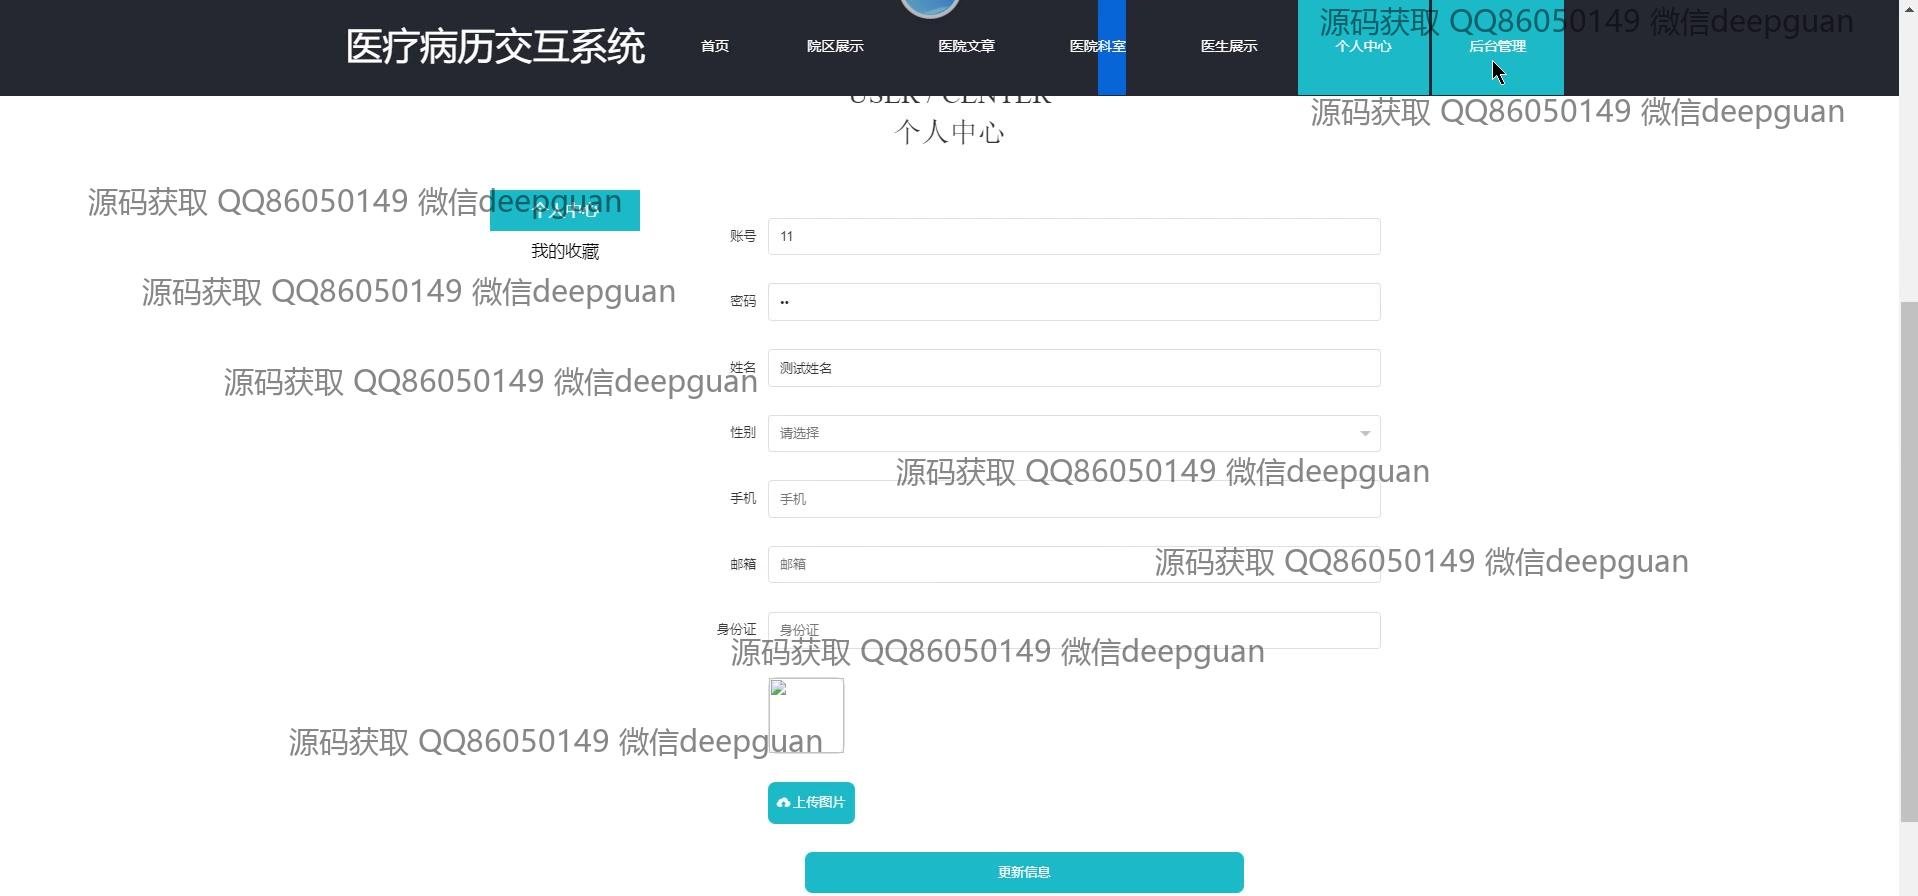 医疗病历交互系统 首页 院区展示 医院文章 医院科室 医生展示 个人中心 后台管理
源码获取 QQ86050149 微信deepguan
USER / CENTER
源码获取 QQ86050149 微信deepguan
个人中心
源码获取 QQ86050149 微信deepguan
个人中心
账号 11
我的收藏
源码获取 QQ86050149 微信deepguan
密码 ••
姓名 测试姓名
源码获取 QQ86050149 微信deepguan
性别 请选择
源码获取 QQ86050149 微信deepguan
手机 手机
邮箱 邮箱
源码获取 QQ86050149 微信deepguan
身份证 身份证
源码获取 QQ86050149 微信deepguan
源码获取 QQ86050149 微信deepguan
上传图片
更新信息